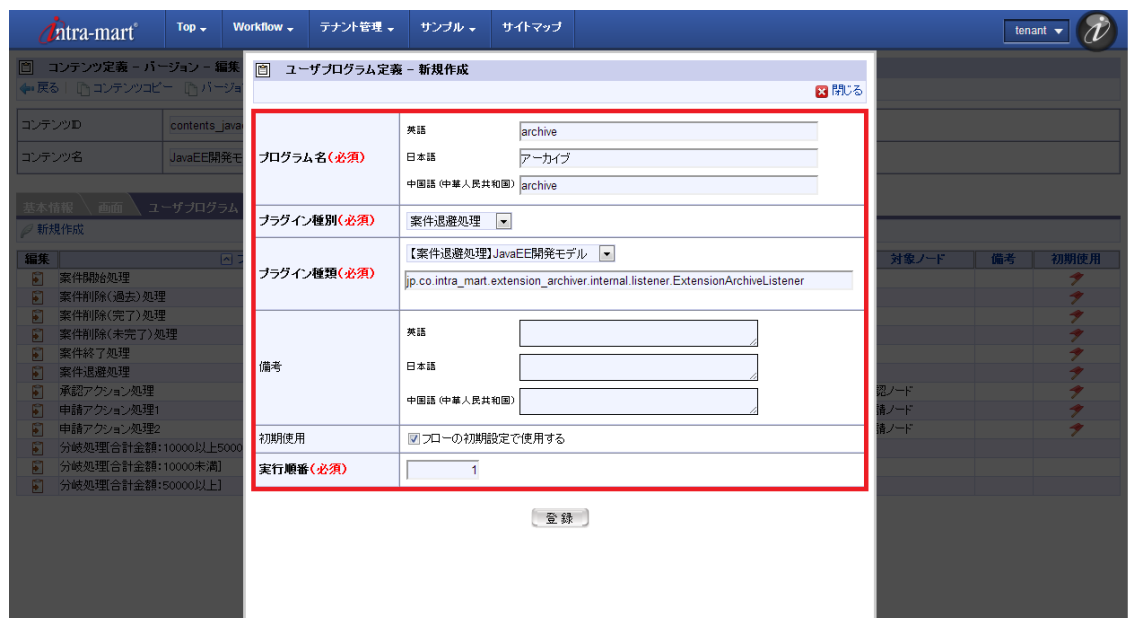 intra-mart
Top Workflow テナント管理 サンプル サイトマップ
tenant
コンテンツ定義 - バージョン - 編集
戻る コンテンツコピー バージョ
コンテンツID contents_java
コンテンツ名 JavaEE開発モ
基本情報 画面 ユーザプログラム
新規作成
編集 対象ノード 備考 初期使用
案件開始処理
案件削除(過去)処理
案件削除(完了)処理
案件削除(未完了)処
案件終了処理
案件退避処理
承認アクション処理 認ノード
申請アクション処理1 請ノード
申請アクション処理2 請ノード
分岐処理[合計金額:10000以上5000
分岐処理[合計金額:10000未満]
分岐処理[合計金額:50000以上]
ユーザプログラム定義 - 新規作成
閉じる
プログラム名(必須)
英語 archive
日本語 アーカイブ
中国語 (中華人民共和国) archive
プラグイン種別(必須) 案件退避処理
プラグイン種類(必須) 【案件退避処理】JavaEE開発モデル
jp.co.intra_mart.extension_archiver.internal.listener.ExtensionArchiveListener
備考
英語
日本語
中国語 (中華人民共和国)
初期使用 フローの初期設定で使用する
実行順番(必須) 1
登録